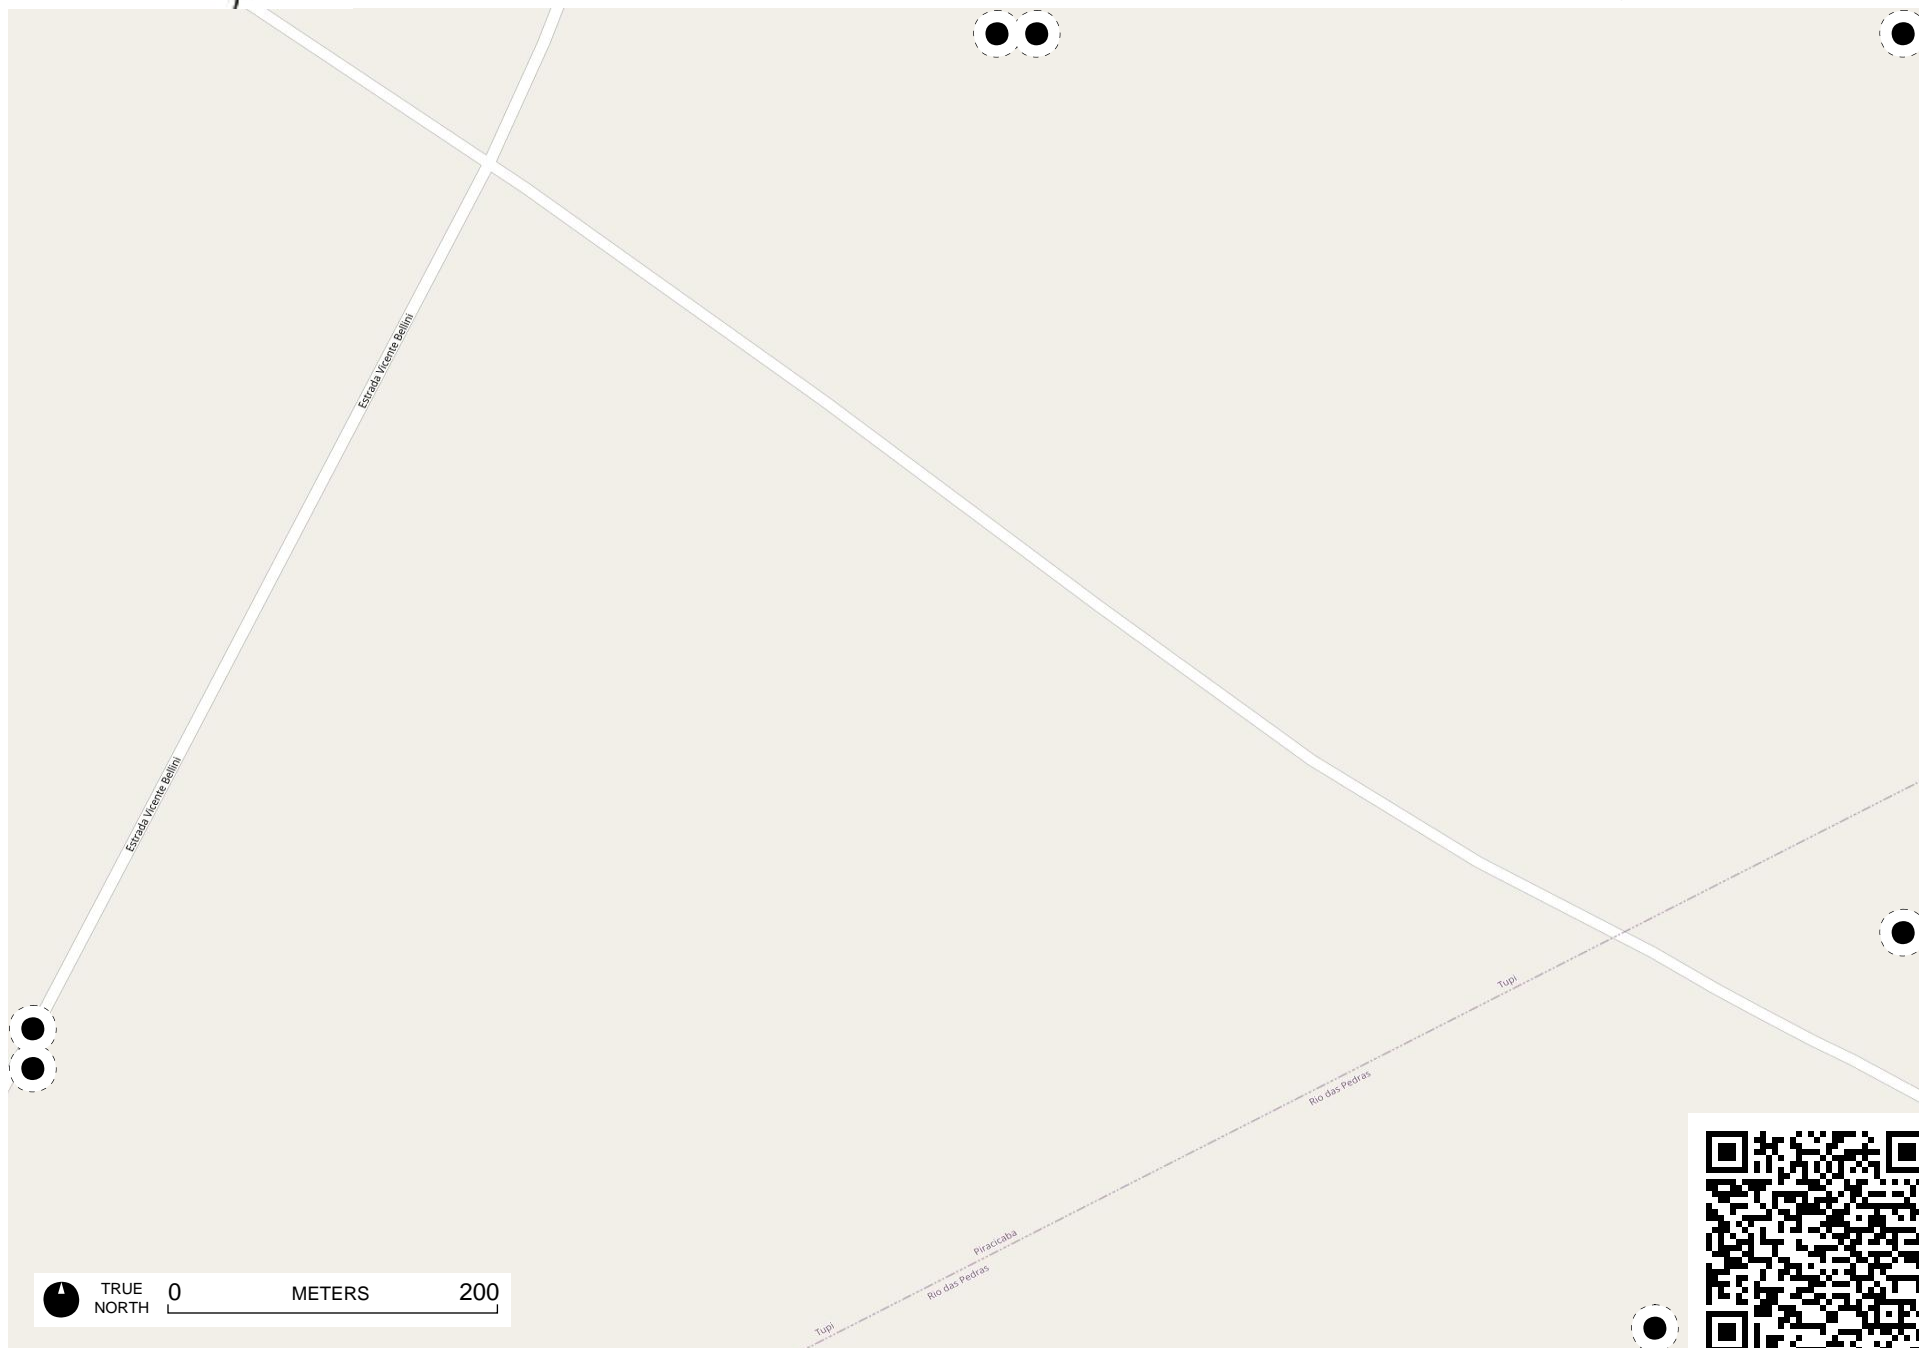 Estrada Vicente Bellini
Estrada Vicente Bellini
Tupi
Rio das Pedras
Piracicaba
Rio das Pedras
Tupi
TRUE
NORTH
0 METERS 200